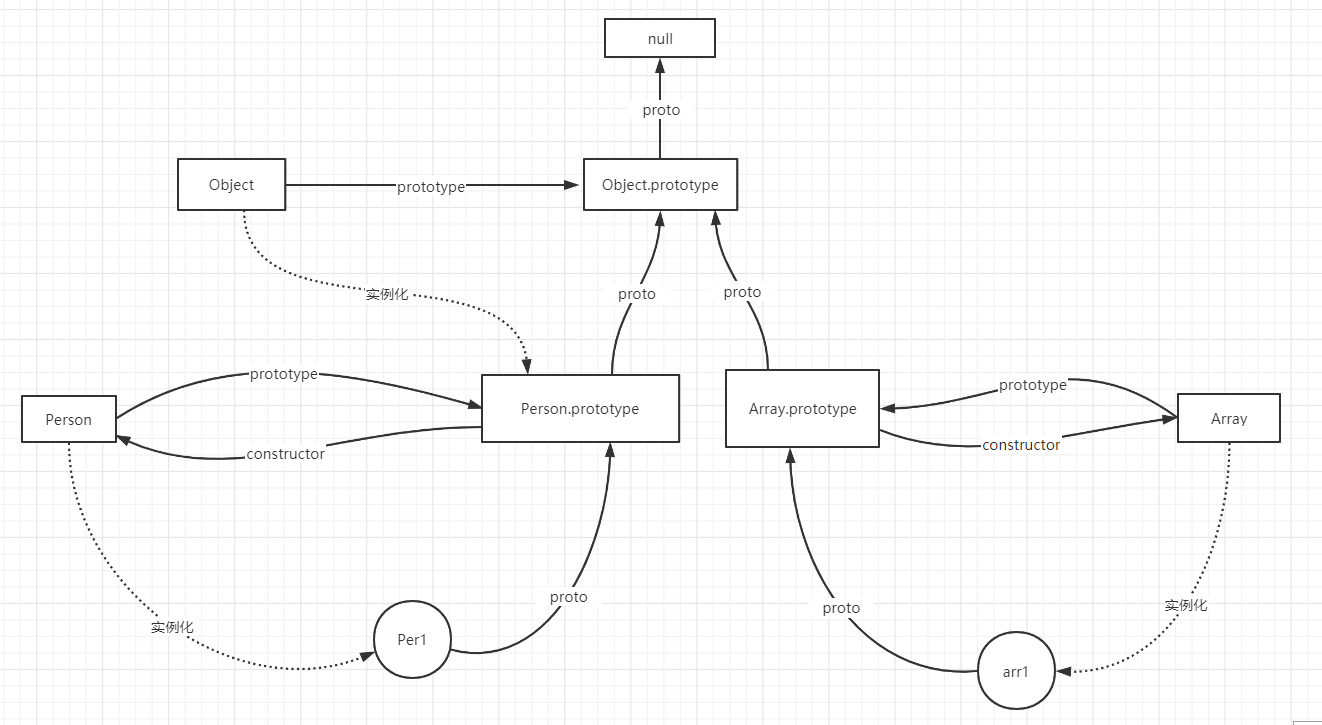 null
proto
Object
prototype
Object.prototype
实例化
proto
proto
prototype
Person
constructor
Person.prototype
Array.prototype
prototype
constructor
Array
proto
proto
实例化
实例化
Per1
arr1